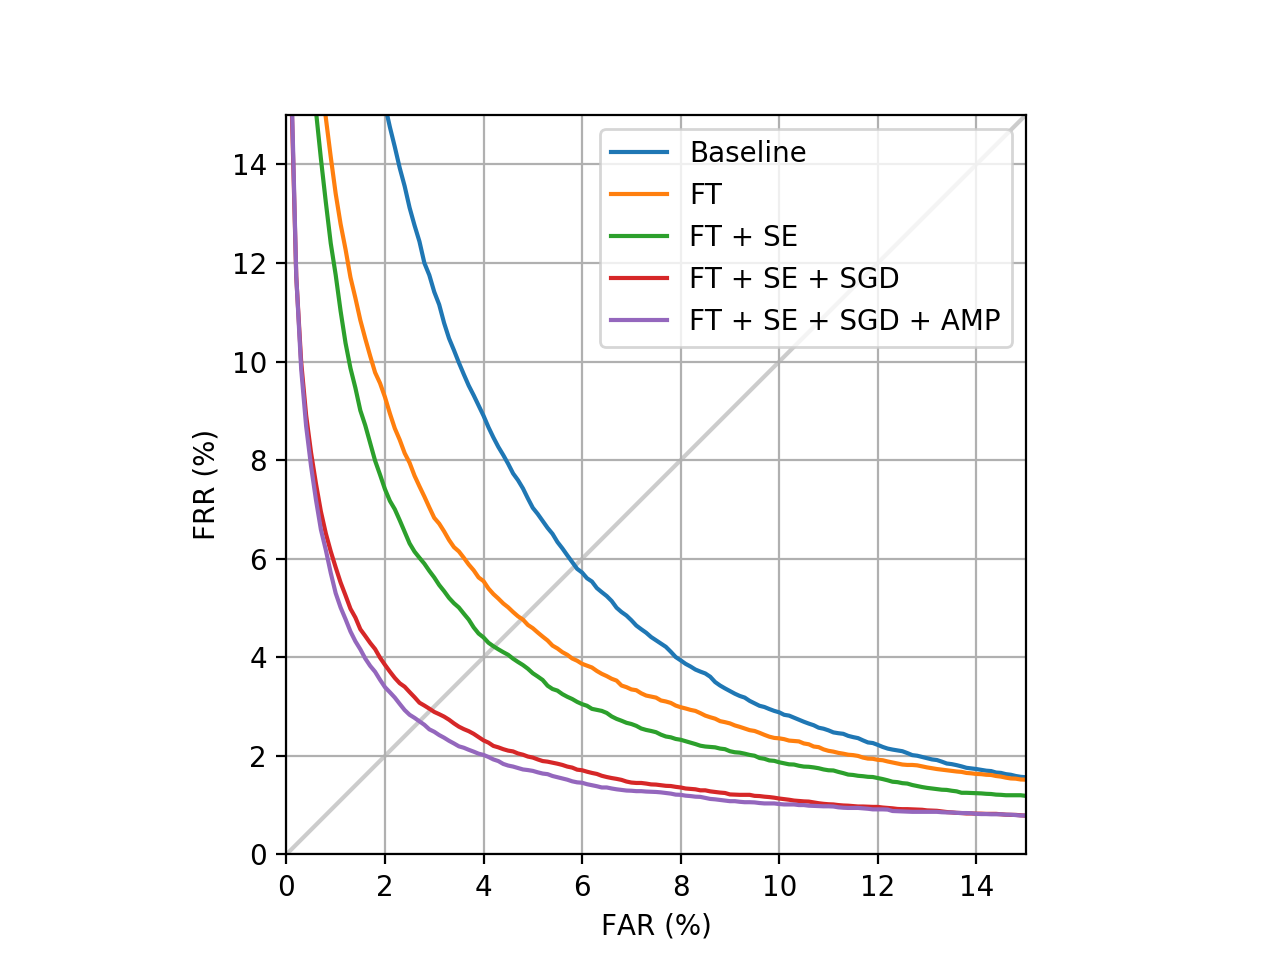 Baseline
FT
FT + SE
FT + SE + SGD
FT + SE + SGD + AMP
14
12
10
8
6
4
2
0
FRR (%)
0 2 4 6 8 10 12 14
FAR (%)